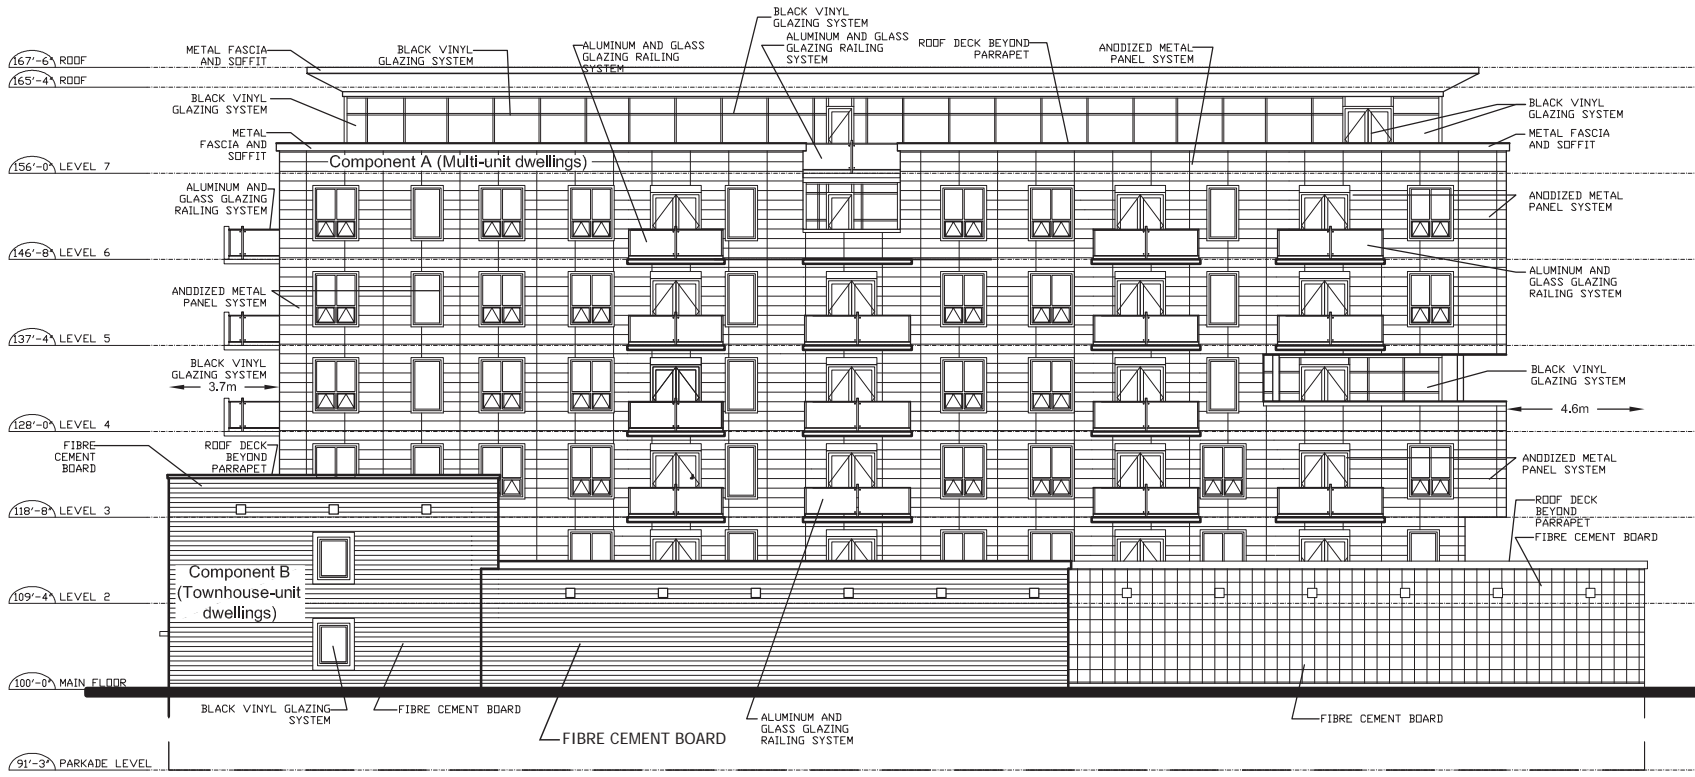 BLACK VINYL
GLAZING SYSTEM
METAL FASCIA
AND SOFFIT
BLACK VINYL
GLAZING SYSTEM
ALUMINUM AND GLASS
GLAZING RAILING
SYSTEM
ALUMINUM AND GLASS
GLAZING RAILING
SYSTEM
ROOF DECK BEYOND
PARRAPET
ANODIZED METAL
PANEL SYSTEM
167'-6" ROOF
165'-4" ROOF
BLACK VINYL
GLAZING SYSTEM
BLACK VINYL
GLAZING SYSTEM
METAL
FASCIA AND
SOFFIT
METAL FASCIA
AND SOFFIT
Component A (Multi-unit dwellings)
156'-0" LEVEL 7
ALUMINUM AND
GLASS GLAZING
RAILING SYSTEM
ANODIZED METAL
PANEL SYSTEM
146'-8" LEVEL 6
ALUMINUM AND
GLASS GLAZING
RAILING SYSTEM
ANODIZED METAL
PANEL SYSTEM
137'-4" LEVEL 5
BLACK VINYL
GLAZING SYSTEM
3.7m
BLACK VINYL
GLAZING SYSTEM
4.6m
128'-0" LEVEL 4
FIBRE
CEMENT
BOARD
ROOF DECK
BEYOND
PARRAPET
ANODIZED METAL
PANEL SYSTEM
118'-8" LEVEL 3
ROOF DECK
BEYOND
PARRAPET
FIBRE CEMENT BOARD
Component B
(Townhouse-unit
dwellings)
109'-4" LEVEL 2
100'-0" MAIN FLOOR
BLACK VINYL GLAZING
SYSTEM
FIBRE CEMENT BOARD
FIBRE CEMENT BOARD
ALUMINUM AND
GLASS GLAZING
RAILING SYSTEM
FIBRE CEMENT BOARD
91'-3" PARKADE LEVEL